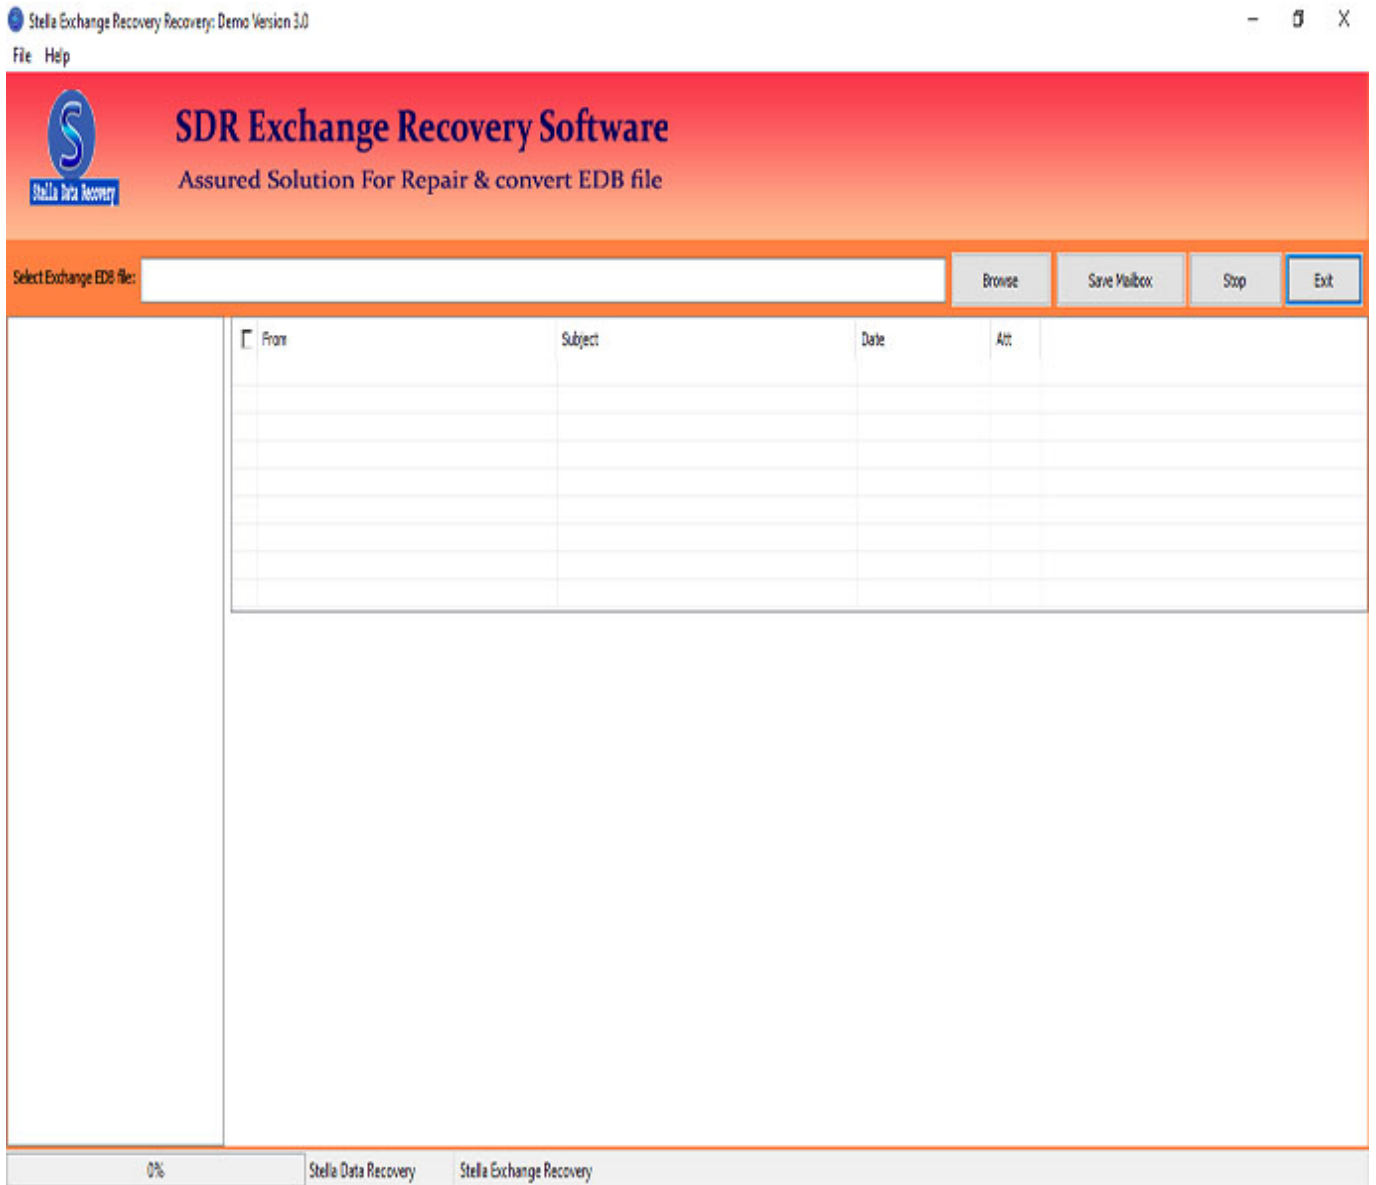 Stella Exchange Recovery Recovery: Demo Version 3.0
File Help
SDR Exchange Recovery Software
Assured Solution For Repair & convert EDB file
Stella Data Recovery
Select Exchange EDB file: Browse Save Mailbox Stop Exit
From Subject Date Att
0% Stella Data Recovery Stella Exchange Recovery